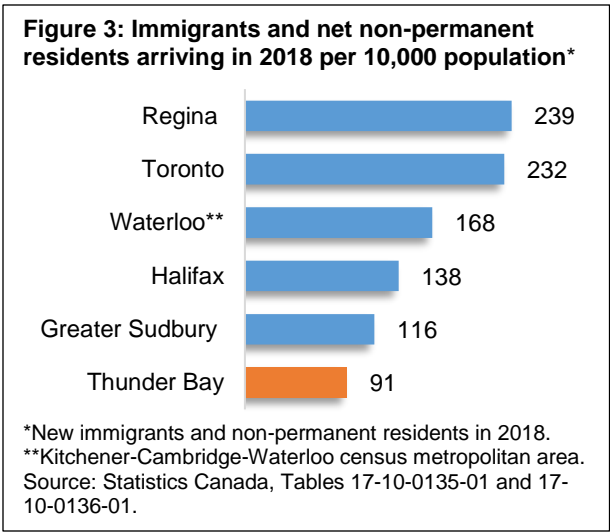 Figure 3: Immigrants and net non-permanent
residents arriving in 2018 per 10,000 population*
Regina 239
Toronto 232
Waterloo** 168
Halifax 138
Greater Sudbury 116
Thunder Bay 91
*New immigrants and non-permanent residents in 2018.
**Kitchener-Cambridge-Waterloo census metropolitan area.
Source: Statistics Canada, Tables 17-10-0135-01 and 17-
10-0136-01.